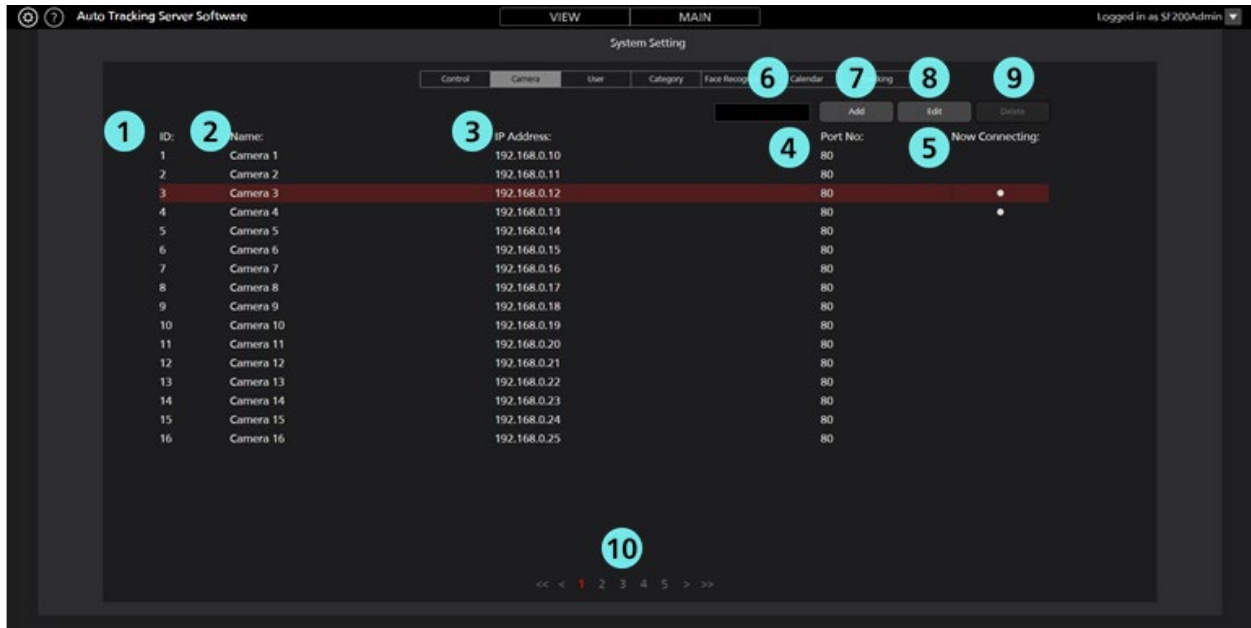 ? Auto Tracking Server Software VIEW MAIN Logged in as SF200Admin
System Setting
Control Camera User Category Face Recog 6 Calendar 7 king 8 9
Add Edit Delete
1 ID: 2 Name: 3 IP Address: 4 Port No: 5 Now Connecting:
1 Camera 1 192.168.0.10 80
2 Camera 2 192.168.0.11 80
3 Camera 3 192.168.0.12 80
4 Camera 4 192.168.0.13 80
5 Camera 5 192.168.0.14 80
6 Camera 6 192.168.0.15 80
7 Camera 7 192.168.0.16 80
8 Camera 8 192.168.0.17 80
9 Camera 9 192.168.0.18 80
10 Camera 10 192.168.0.19 80
11 Camera 11 192.168.0.20 80
12 Camera 12 192.168.0.21 80
13 Camera 13 192.168.0.22 80
14 Camera 14 192.168.0.23 80
15 Camera 15 192.168.0.24 80
16 Camera 16 192.168.0.25 80
10
<< < 1 2 3 4 5 > >>